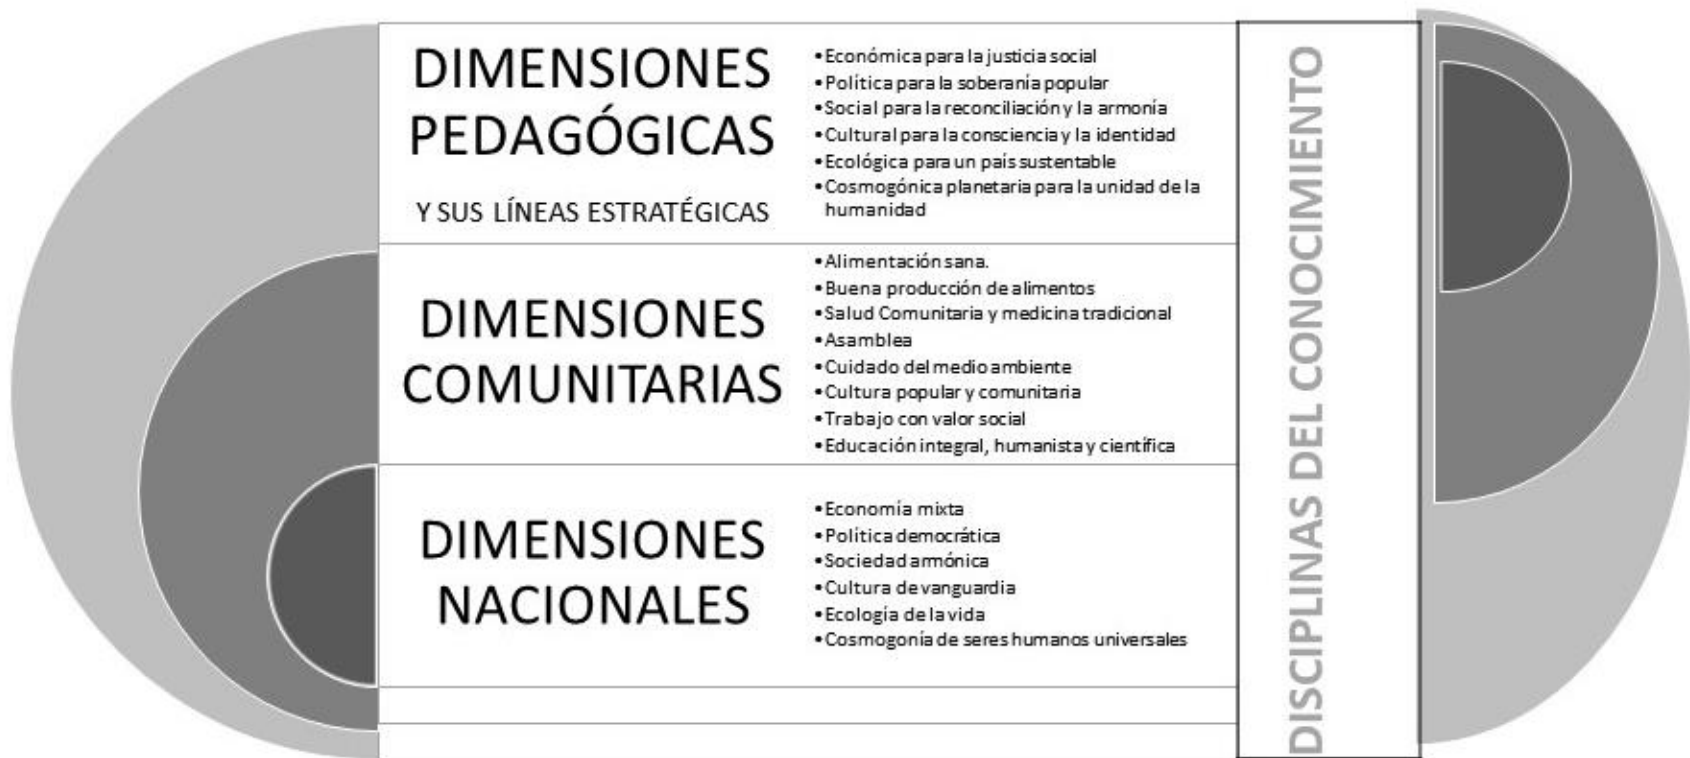 DIMENSIONES
PEDAGÓGICAS
Y SUS LÍNEAS ESTRATÉGICAS
•Económica para la justicia social
•Política para la soberanía popular
•Social para la reconciliación y la armonía
•Cultural para la consciencia y la identidad
•Ecológica para un país sustentable
•Cosmogónica planetaria para la unidad de la
humanidad
DIMENSIONES
COMUNITARIAS
•Alimentación sana.
•Buena producción de alimentos
•Salud Comunitaria y medicina tradicional
•Asamblea
•Cuidado del medio ambiente
•Cultura popular y comunitaria
•Trabajo con valor social
•Educación integral, humanista y científica
DIMENSIONES
NACIONALES
•Economía mixta
•Política democrática
•Sociedad armónica
•Cultura de vanguardia
•Ecología de la vida
•Cosmogonía de seres humanos universales
DISCIPLINAS DEL CONOCIMIENTO